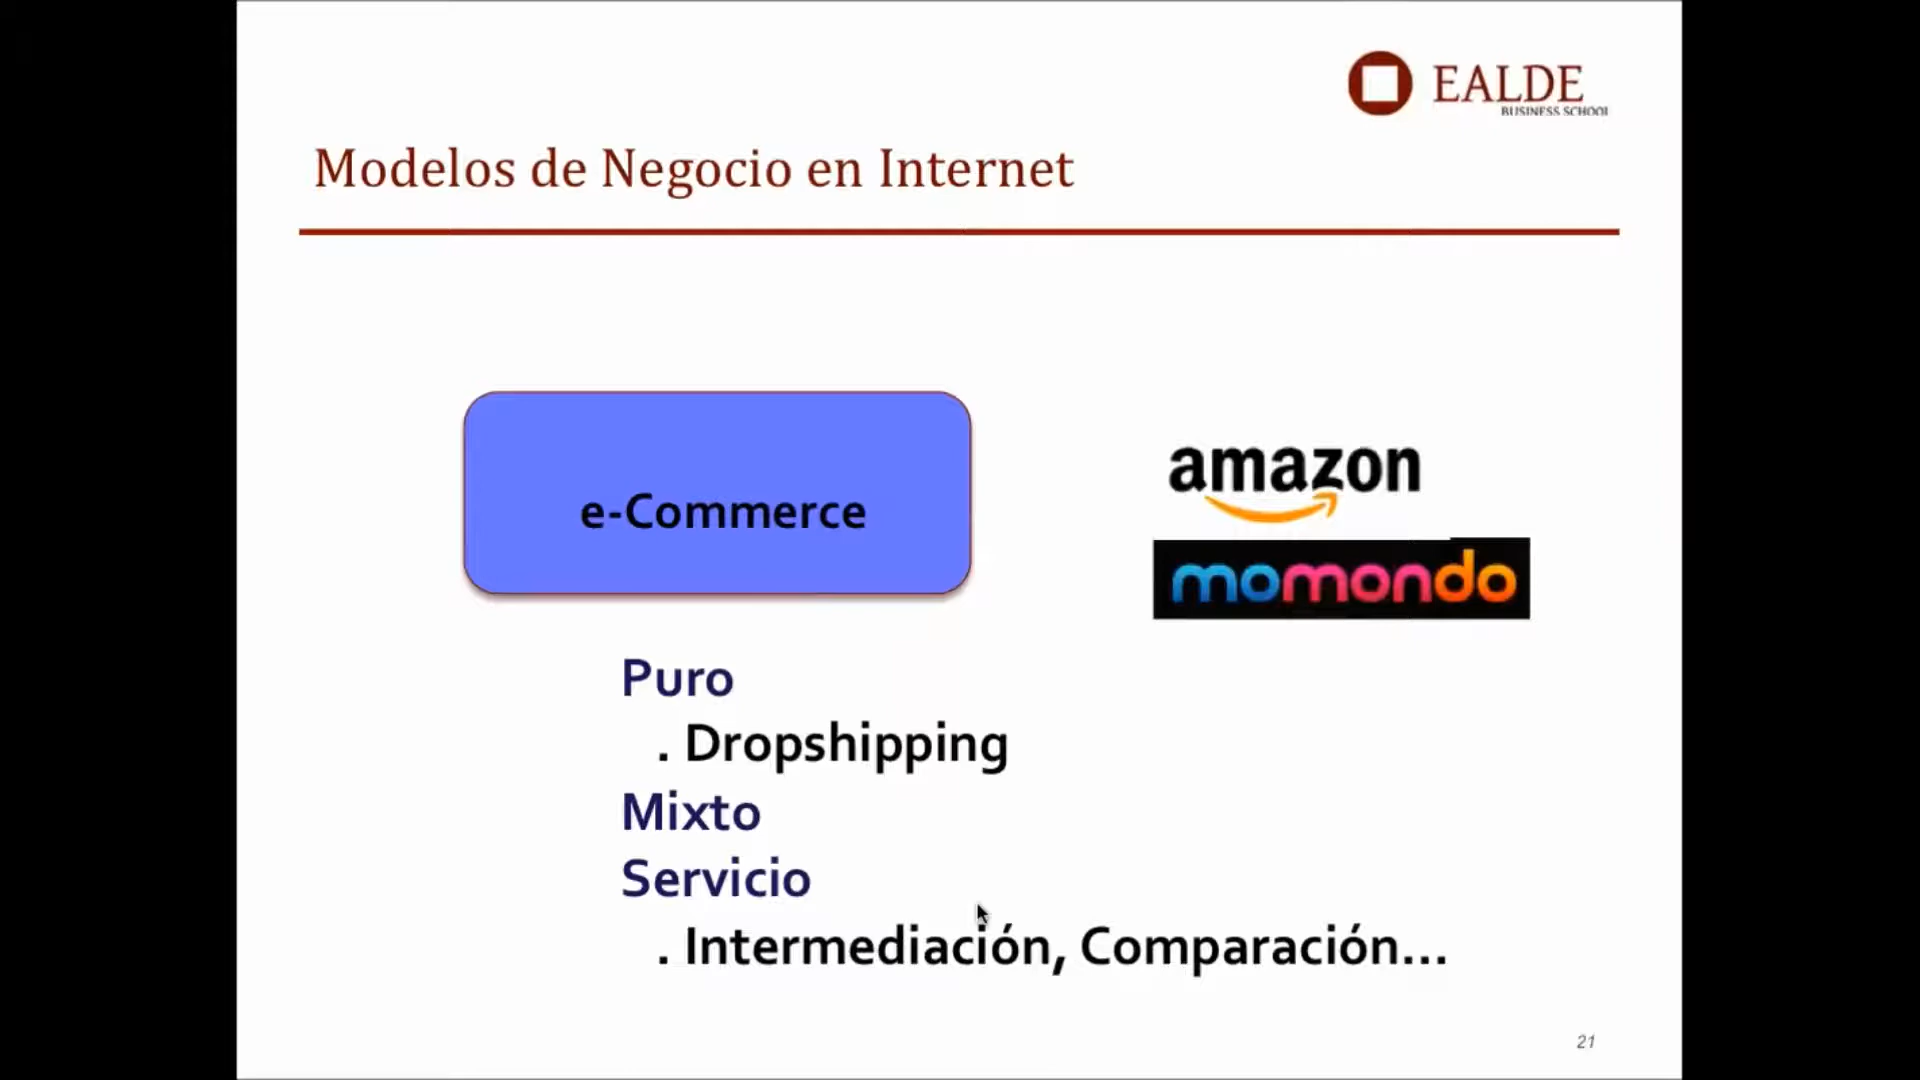 EALDE
BUSINESS SCHOOL
Modelos de Negocio en Internet
e-Commerce
amazon
momondo
Puro
. Dropshipping
Mixto
Servicio
. Intermediación, Comparación...
21